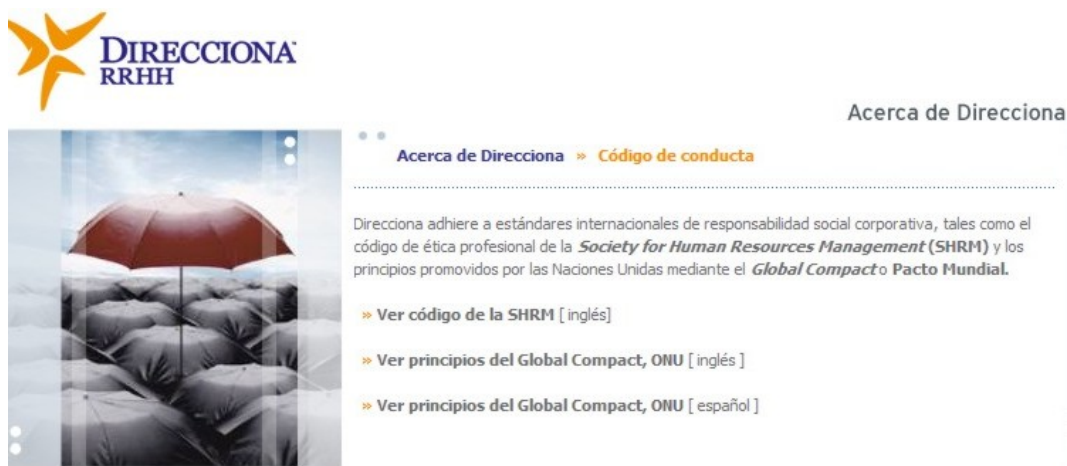 DIRECCIONA
RRHH
Acerca de Direcciona
Acerca de Direcciona » Código de conducta
Direcciona adhiere a estándares internacionales de responsabilidad social corporativa, tales como el
código de ética profesional de la Society for Human Resources Management (SHRM) y los
principios promovidos por las Naciones Unidas mediante el Global Compact o Pacto Mundial.
» Ver código de la SHRM [ inglés]
» Ver principios del Global Compact, ONU [ inglés ]
» Ver principios del Global Compact, ONU [ español ]